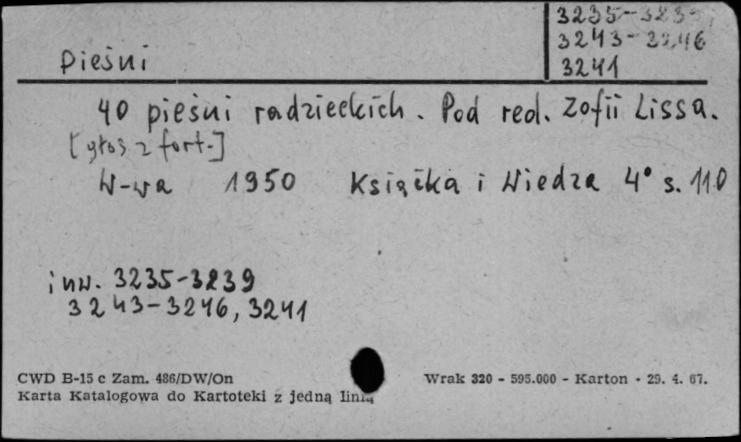 3235-3239
3243-3246
3241
Pieśni
40 pieśni radzieckich. Pod red. Zofii Lissa.
[głos z fort.]
W-wa 1950 Książka i Wiedza 4° s. 110
inw. 3235-3239
3243-3246, 3241
CWD B-15 c Zam. 486/DW/On
Wrak 320 - 595.000 - Karton - 29. 4. 67.
Karta Katalogowa do Kartoteki z jedną linią